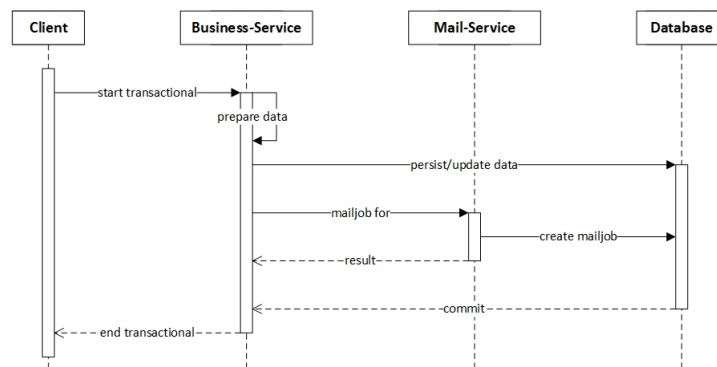 Client
Business-Service
Mail-Service
Database
start transactional
prepare data
persist/update data
mailjob for
create mailjob
result
commit
end transactional